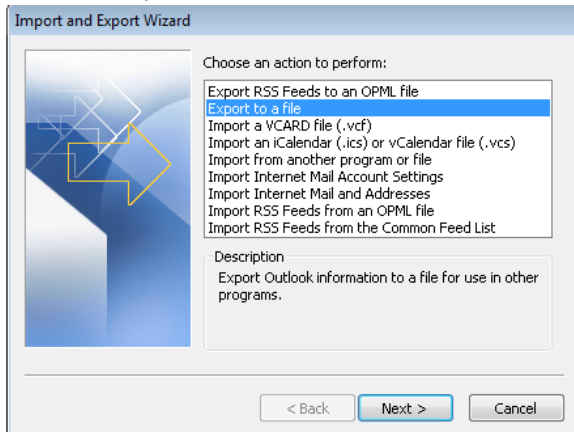 Import and Export Wizard
Choose an action to perform:
Export RSS Feeds to an OPML file
Export to a file
Import a VCARD file (.vcf)
Import an iCalendar (.ics) or vCalendar file (.vcs)
Import from another program or file
Import Internet Mail Account Settings
Import Internet Mail and Addresses
Import RSS Feeds from an OPML file
Import RSS Feeds from the Common Feed List
Description
Export Outlook information to a file for use in other
programs.
< Back Next > Cancel